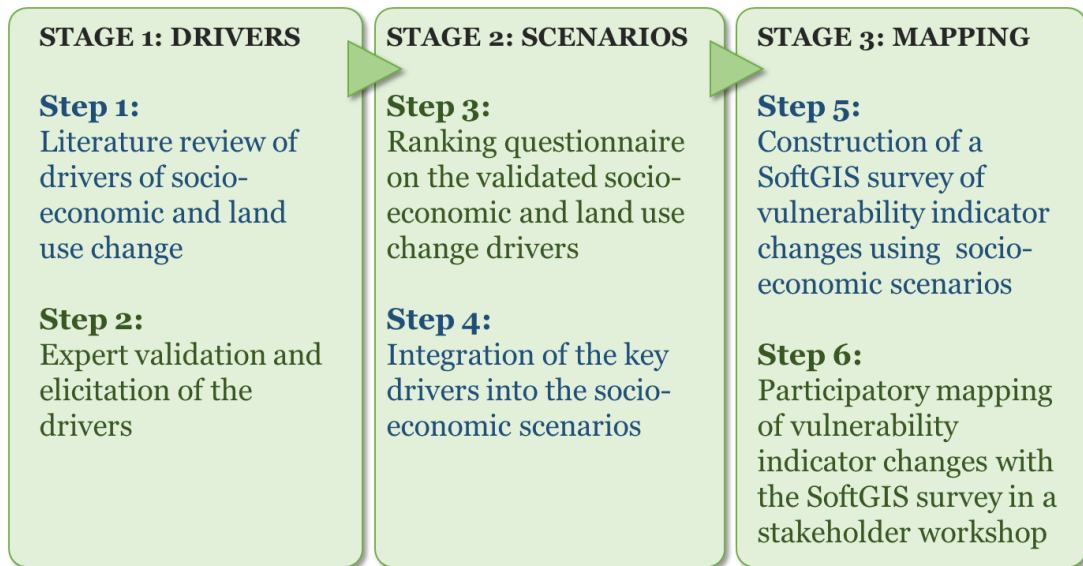 STAGE 1: DRIVERS
Step 1:
Literature review of
drivers of socio-
economic and land
use change
Step 2:
Expert validation and
elicitation of the
drivers
STAGE 2: SCENARIOS
Step 3:
Ranking questionnaire
on the validated socio-
economic and land use
change drivers
Step 4:
Integration of the key
drivers into the socio-
economic scenarios
STAGE 3: MAPPING
Step 5:
Construction of a
SoftGIS survey of
vulnerability indicator
changes using socio-
economic scenarios
Step 6:
Participatory mapping
of vulnerability
indicator changes with
the SoftGIS survey in a
stakeholder workshop